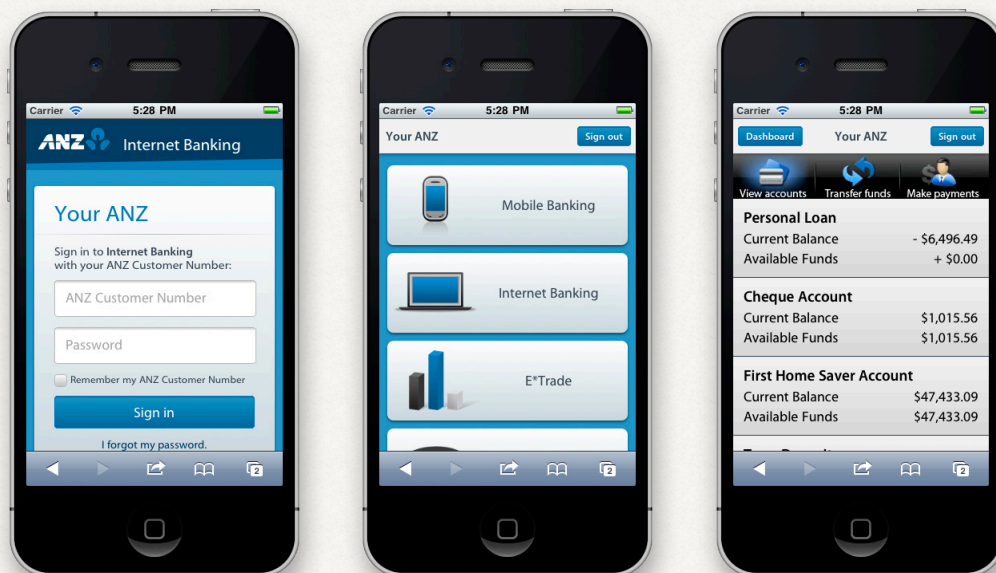 Carrier 5:28 PM
ANZ Internet Banking
Your ANZ
Sign in to Internet Banking
with your ANZ Customer Number:
ANZ Customer Number
Password
Remember my ANZ Customer Number
Sign in
I forgot my password.
2
Carrier 5:28 PM
Your ANZ Sign out
Mobile Banking
Internet Banking
E*Trade
2
Carrier 5:28 PM
Dashboard Your ANZ Sign out
View accounts Transfer funds Make payments
Personal Loan
Current Balance - $6,496.49
Available Funds + $0.00
Cheque Account
Current Balance $1,015.56
Available Funds $1,015.56
First Home Saver Account
Current Balance $47,433.09
Available Funds $47,433.09
2